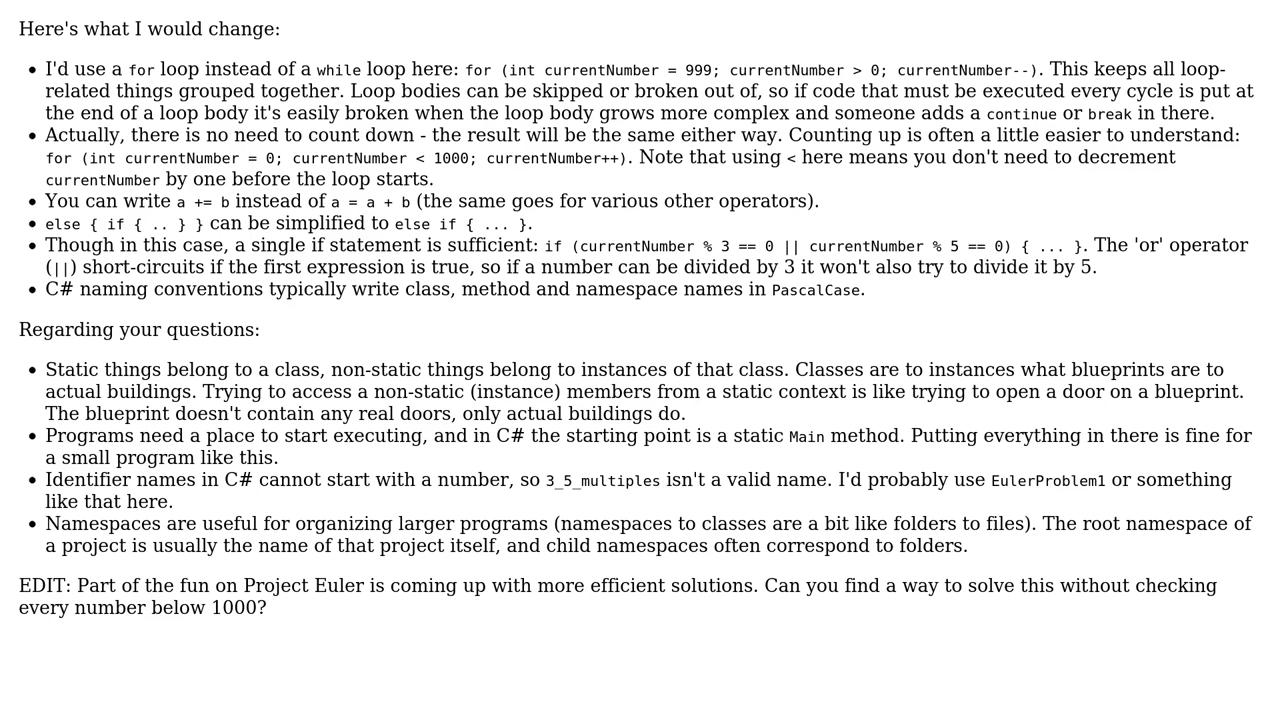 Here's what I would change:
• I'd use a for loop instead of a while loop here: for (int currentNumber = 999; currentNumber > 0; currentNumber--). This keeps all loop-
related things grouped together. Loop bodies can be skipped or broken out of, so if code that must be executed every cycle is put at
the end of a loop body it's easily broken when the loop body grows more complex and someone adds a continue or break in there.
• Actually, there is no need to count down - the result will be the same either way. Counting up is often a little easier to understand:
for (int currentNumber = 0; currentNumber < 1000; currentNumber++). Note that using < here means you don't need to decrement
currentNumber by one before the loop starts.
• You can write a += b instead of a = a + b (the same goes for various other operators).
• else { if { .. } } can be simplified to else if { ... }.
• Though in this case, a single if statement is sufficient: if (currentNumber % 3 == 0 || currentNumber % 5 == 0) { ... }. The 'or' operator
(||) short-circuits if the first expression is true, so if a number can be divided by 3 it won't also try to divide it by 5.
• C# naming conventions typically write class, method and namespace names in PascalCase.
Regarding your questions:
• Static things belong to a class, non-static things belong to instances of that class. Classes are to instances what blueprints are to
actual buildings. Trying to access a non-static (instance) members from a static context is like trying to open a door on a blueprint.
The blueprint doesn't contain any real doors, only actual buildings do.
• Programs need a place to start executing, and in C# the starting point is a static Main method. Putting everything in there is fine for
a small program like this.
• Identifier names in C# cannot start with a number, so 3_5_multiples isn't a valid name. I'd probably use EulerProblem1 or something
like that here.
• Namespaces are useful for organizing larger programs (namespaces to classes are a bit like folders to files). The root namespace of
a project is usually the name of that project itself, and child namespaces often correspond to folders.
EDIT: Part of the fun on Project Euler is coming up with more efficient solutions. Can you find a way to solve this without checking
every number below 1000?